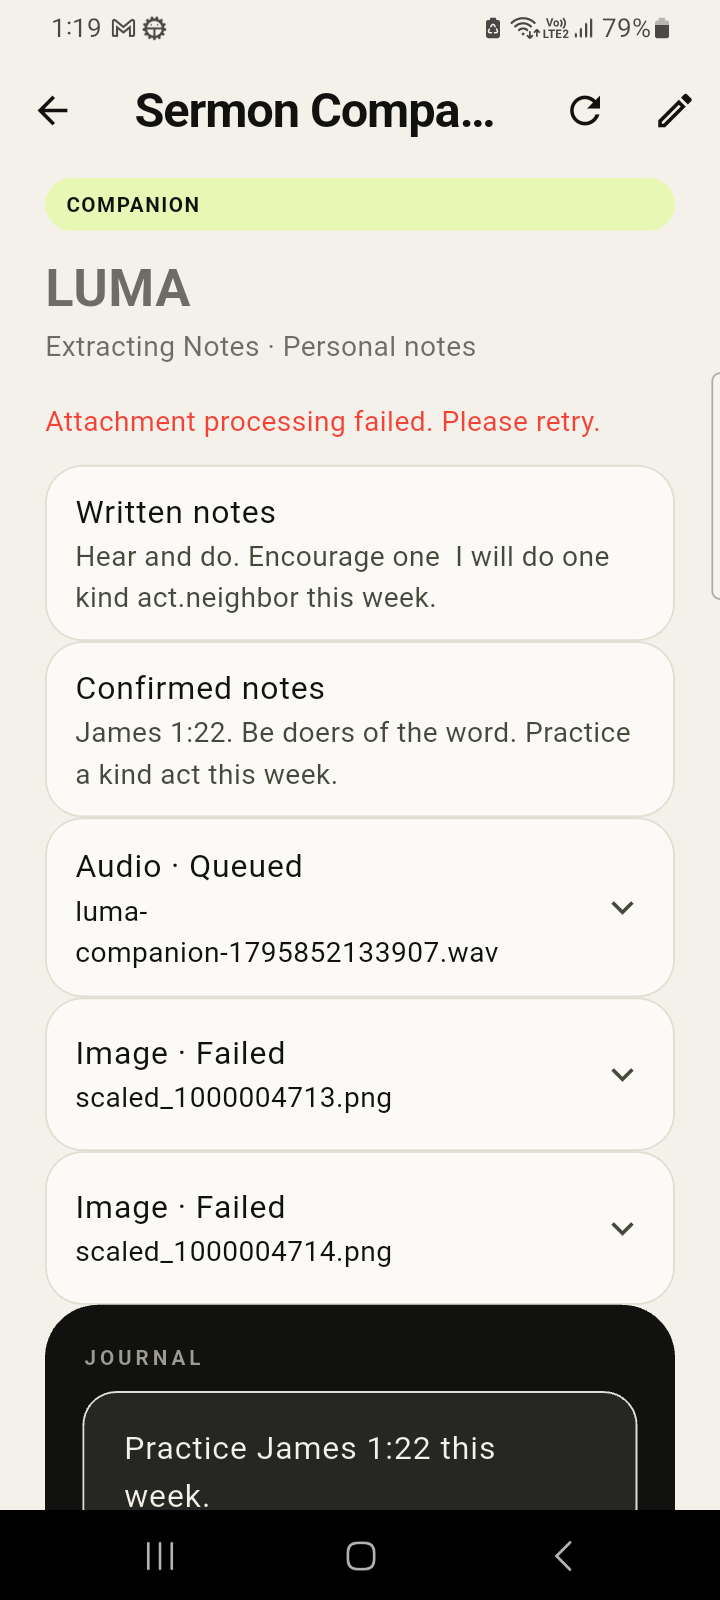 1:19
Vo)) LTE2 79%
Sermon Compa...
COMPANION
LUMA
Extracting Notes · Personal notes
Attachment processing failed. Please retry.
Written notes
Hear and do. Encourage one  I will do one
kind act.neighbor this week.
Confirmed notes
James 1:22. Be doers of the word. Practice
a kind act this week.
Audio · Queued
luma-
companion-1795852133907.wav
Image · Failed
scaled_1000004713.png
Image · Failed
scaled_1000004714.png
JOURNAL
Practice James 1:22 this
week.